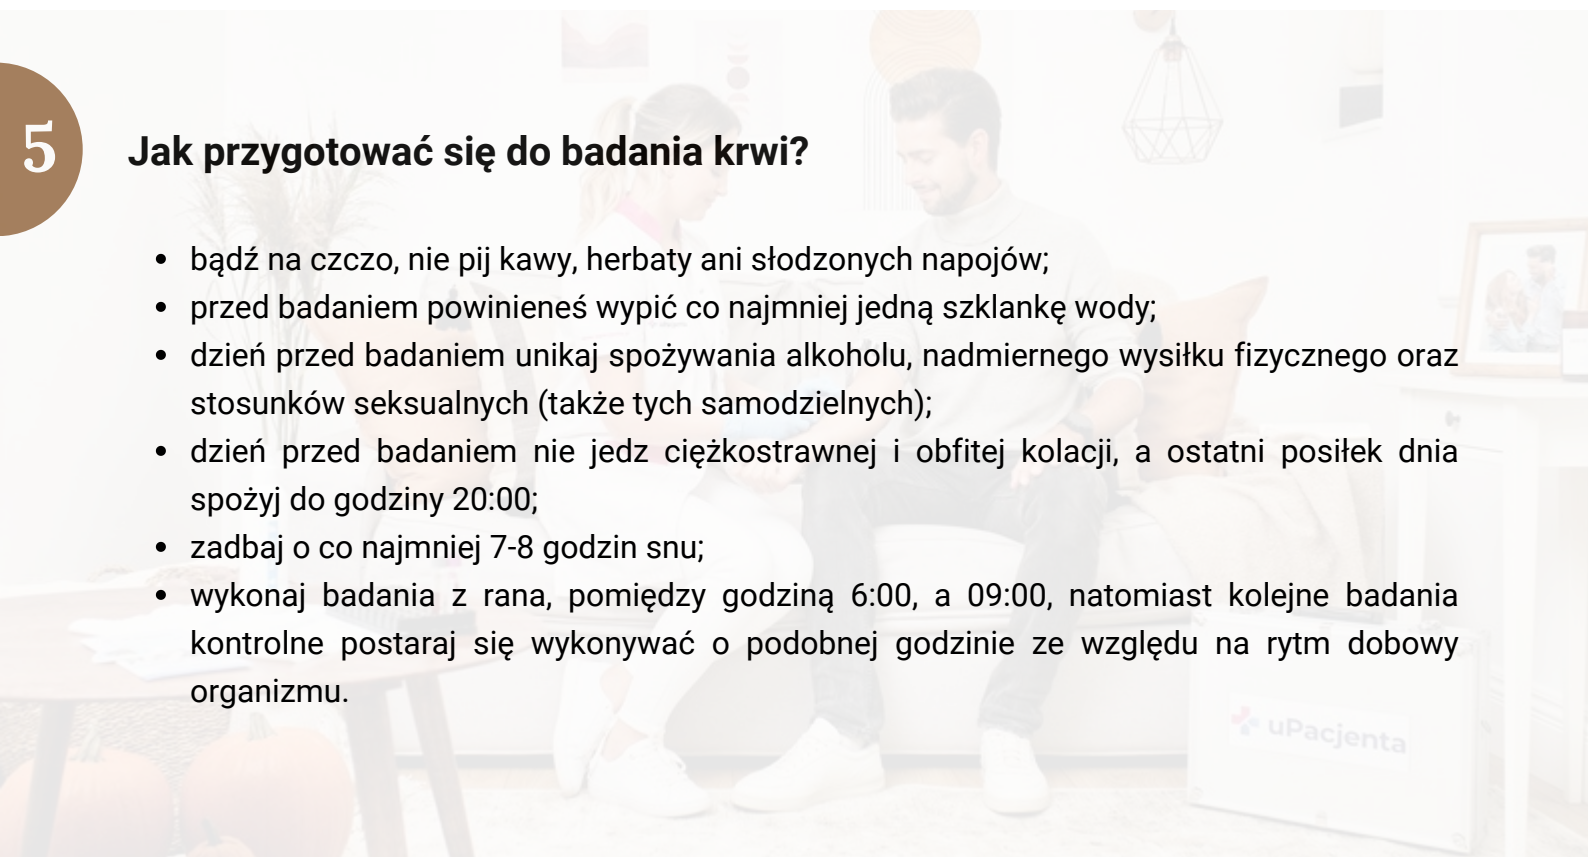 5
Jak przygotować się do badania krwi?
• bądź na czczo, nie pij kawy, herbaty ani słodzonych napojów;
• przed badaniem powinieneś wypić co najmniej jedną szklankę wody;
• dzień przed badaniem unikaj spożywania alkoholu, nadmiernego wysiłku fizycznego oraz
stosunków seksualnych (także tych samodzielnych);
• dzień przed badaniem nie jedz ciężkostrawnej i obfitej kolacji, a ostatni posiłek dnia
spożyj do godziny 20:00;
• zadbaj o co najmniej 7-8 godzin snu;
• wykonaj badania z rana, pomiędzy godziną 6:00, a 09:00, natomiast kolejne badania
kontrolne postaraj się wykonywać o podobnej godzinie ze względu na rytm dobowy
organizmu.
uPacjenta